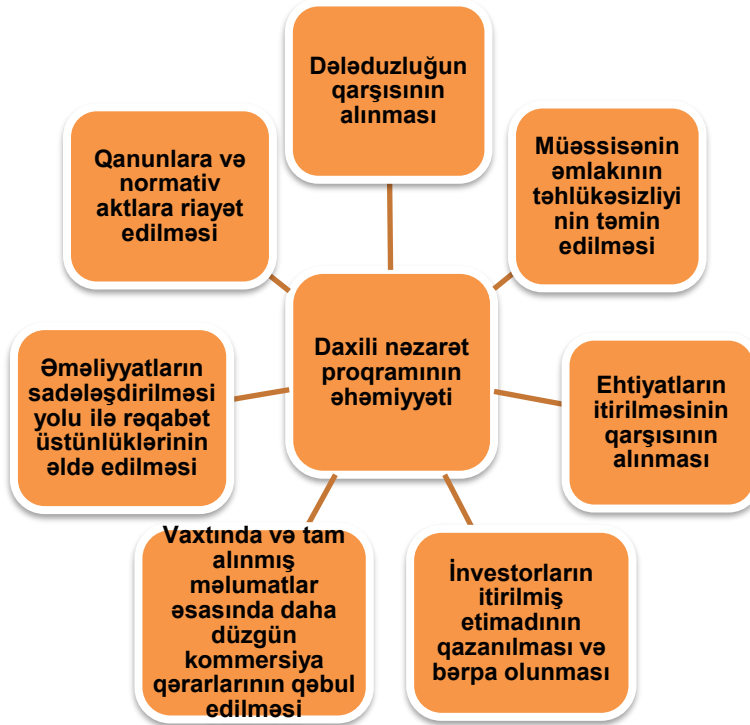 Dələduzluğun
qarşısının
alınması
Müəssisənin
əmlakının
təhlükəsizliyi
nin təmin
edilməsi
Ehtiyatların
itirilməsinin
qarşısının
alınması
İnvestorların
itirilmiş
etimadının
qazanılması və
bərpa olunması
Vaxtında və tam
alınmış
məlumatlar
əsasında daha
düzgün
kommersiya
qərarlarının qəbul
edilməsi
Əməliyyatların
sadələşdirilməsi
yolu ilə rəqabət
üstünlüklərinin
əldə edilməsi
Qanunlara və
normativ
aktlara riayət
edilməsi
Daxili nəzarət
proqramının
əhəmiyyəti